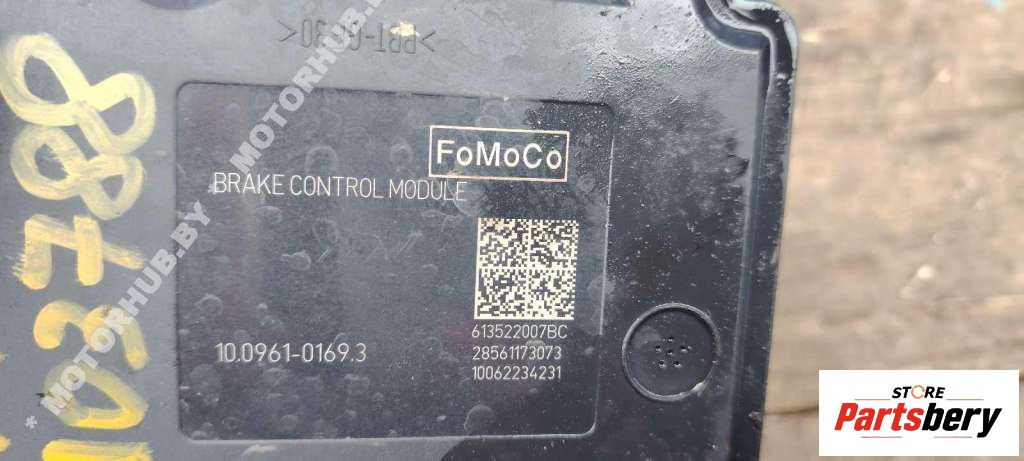 >PBT-GF30<
FoMoCo
BRAKE CONTROL MODULE
613522007BC
10.0961-0169.3
28561173073
10062234231
* MOTORHUB.BY MOTORHUB.BY
STORE
Partsbery